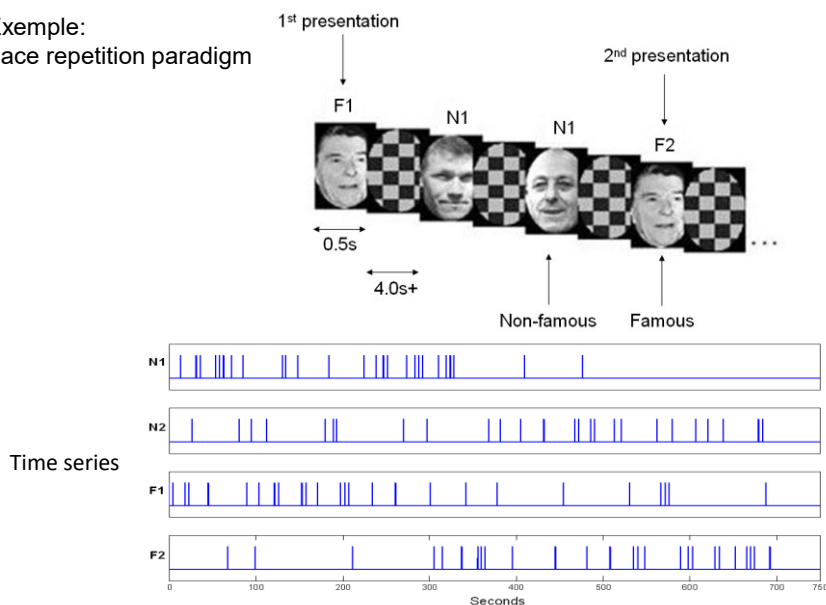 Exemple:
ace repetition paradigm
1st presentation
2nd presentation
F1
N1
N1
F2
0.5s
4.0s+
...
Non-famous
Famous
Time series
N1
N2
F1
F2
0 100 200 300 400 500 600 700 750
Seconds